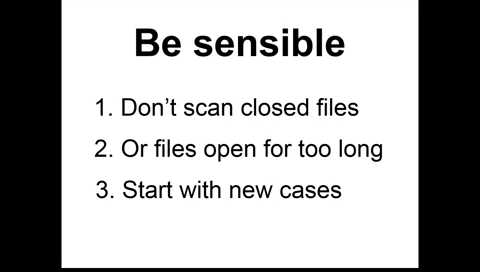 Be sensible
1. Don’t scan closed files
2. Or files open for too long
3. Start with new cases